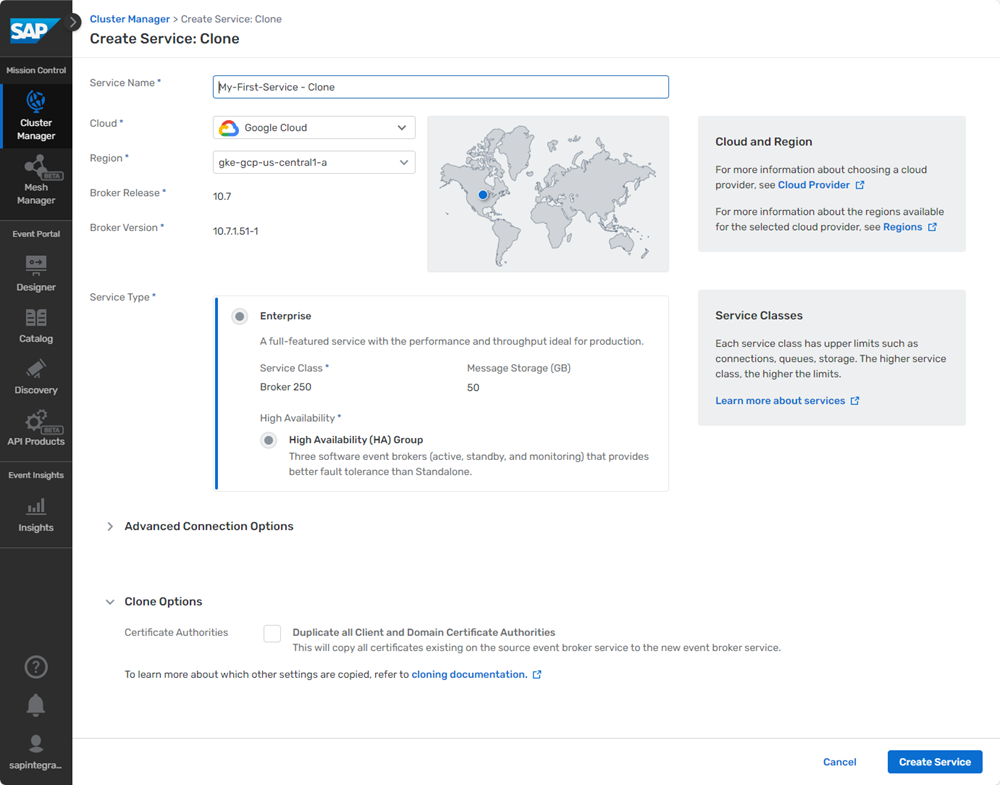 SAP
Cluster Manager > Create Service: Clone
Create Service: Clone
Mission Control
Cluster
Manager
BETA
Mesh
Manager
Event Portal
Designer
Catalog
Discovery
BETA
API Products
Event Insights
Insights
?
sapintegra...
Service Name *
My-First-Service - Clone
Cloud *
Google Cloud
Region *
gke-gcp-us-central1-a
Broker Release *
10.7
Broker Version *
10.7.1.51-1
Cloud and Region
For more information about choosing a cloud
provider, see Cloud Provider
For more information about the regions available
for the selected cloud provider, see Regions
Service Type *
Enterprise
A full-featured service with the performance and throughput ideal for production.
Service Class *
Message Storage (GB)
Broker 250
50
High Availability *
High Availability (HA) Group
Three software event brokers (active, standby, and monitoring) that provides
better fault tolerance than Standalone.
Service Classes
Each service class has upper limits such as
connections, queues, storage. The higher service
class, the higher the limits.
Learn more about services
Advanced Connection Options
Clone Options
Certificate Authorities
Duplicate all Client and Domain Certificate Authorities
This will copy all certificates existing on the source event broker service to the new event broker service.
To learn more about which other settings are copied, refer to cloning documentation.
Cancel
Create Service